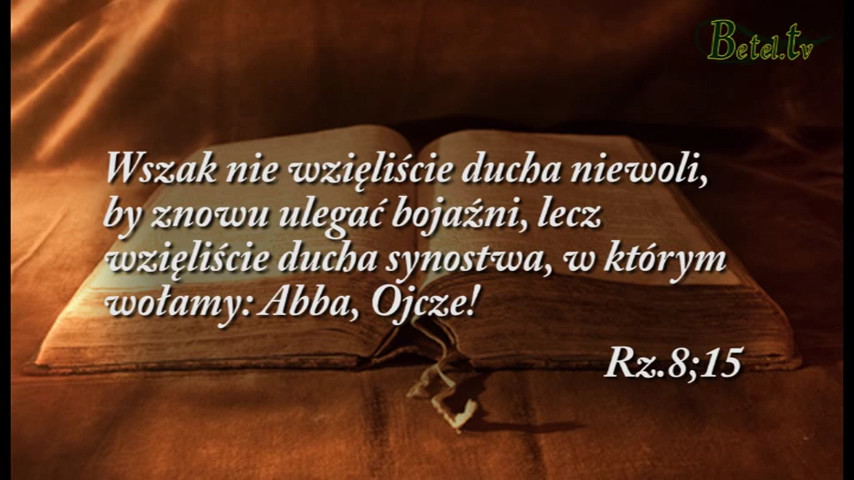 Betel.tv
Wszak nie wzięliście ducha niewoli,
by znowu ulegać bojaźni, lecz
wzięliście ducha synostwa, w którym
wołamy: Abba, Ojcze!
Rz.8;15